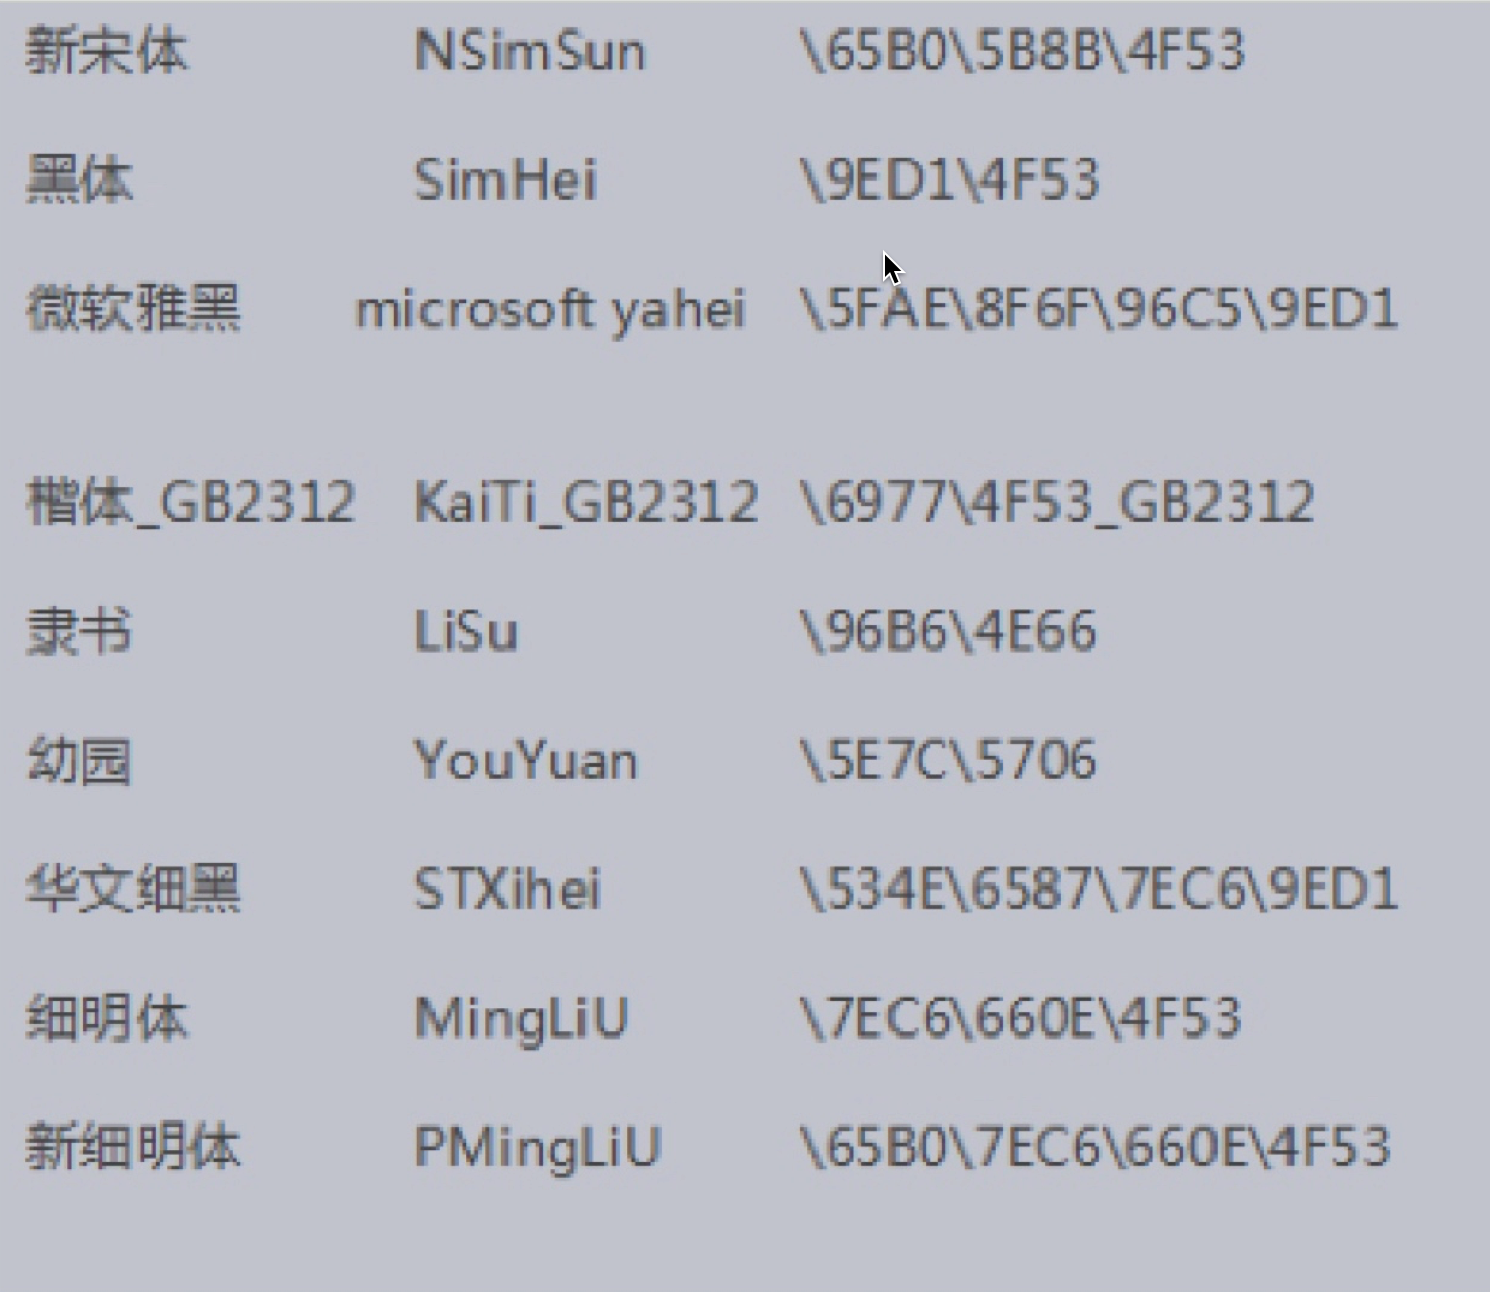 新宋体 NSimSun \65B0\5B8B\4F53
黑体 SimHei \9ED1\4F53
微软雅黑 microsoft yahei \5FAE\8F6F\96C5\9ED1
楷体_GB2312 KaiTi_GB2312 \6977\4F53_GB2312
隶书 LiSu \96B6\4E66
幼园 YouYuan \5E7C\5706
华文细黑 STXihei \534E\6587\7EC6\9ED1
细明体 MingLiU \7EC6\660E\4F53
新细明体 PMingLiU \65B0\7EC6\660E\4F53